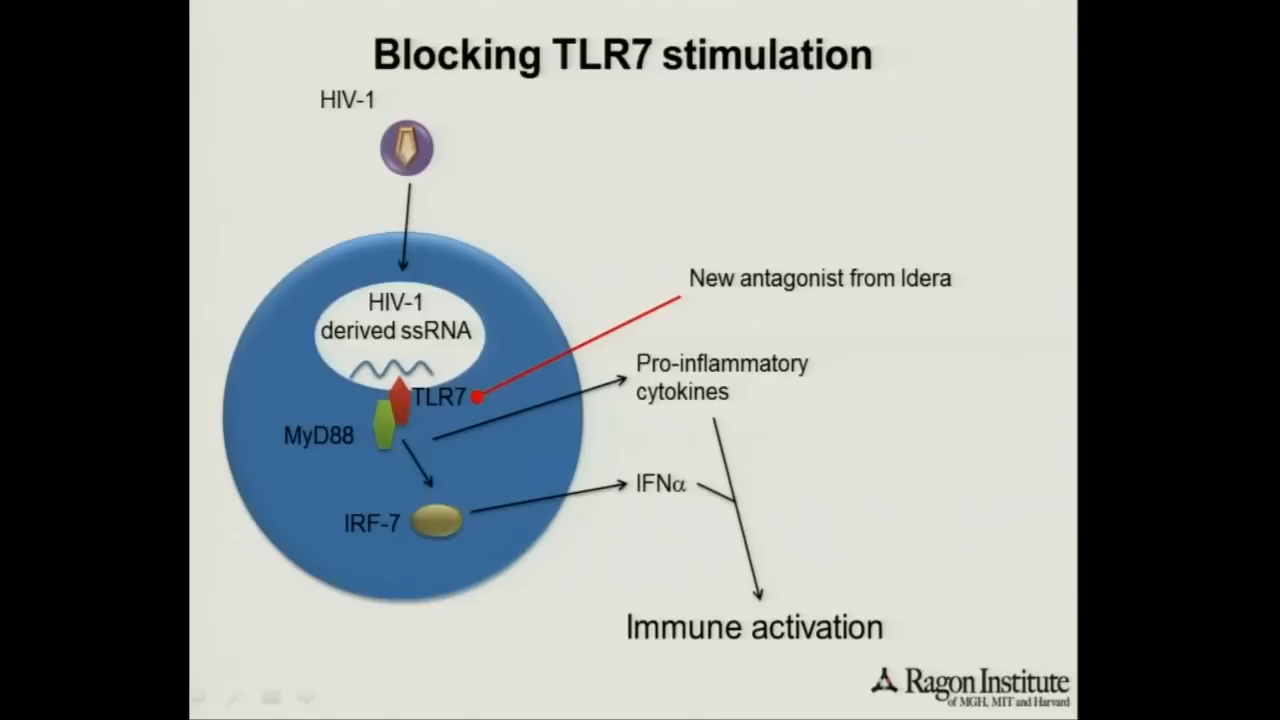 Blocking TLR7 stimulation
HIV-1
HIV-1
derived ssRNA
TLR7
MyD88
IRF-7
New antagonist from Idera
Pro-inflammatory
cytokines
IFNα
Immune activation
Ragon Institute
of MGH, MIT and Harvard